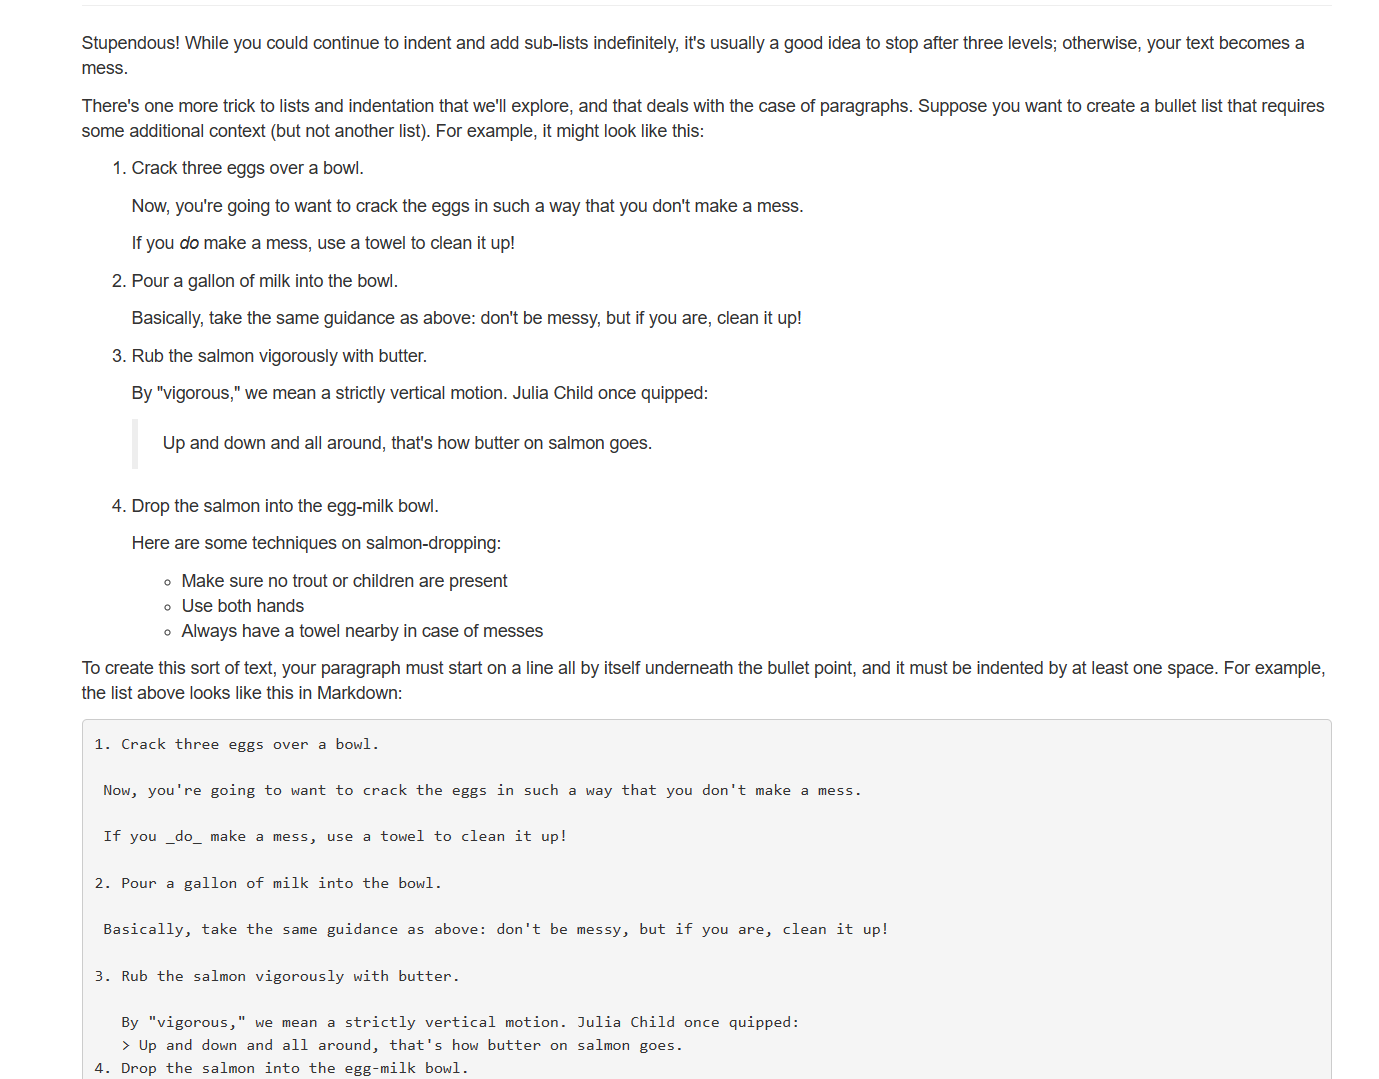 Stupendous! While you could continue to indent and add sub-lists indefinitely, it's usually a good idea to stop after three levels; otherwise, your text becomes a
mess.
There's one more trick to lists and indentation that we'll explore, and that deals with the case of paragraphs. Suppose you want to create a bullet list that requires
some additional context (but not another list). For example, it might look like this:
1. Crack three eggs over a bowl.
Now, you're going to want to crack the eggs in such a way that you don't make a mess.
If you do make a mess, use a towel to clean it up!
2. Pour a gallon of milk into the bowl.
Basically, take the same guidance as above: don't be messy, but if you are, clean it up!
3. Rub the salmon vigorously with butter.
By "vigorous," we mean a strictly vertical motion. Julia Child once quipped:
Up and down and all around, that's how butter on salmon goes.
4. Drop the salmon into the egg-milk bowl.
Here are some techniques on salmon-dropping:
Make sure no trout or children are present
Use both hands
Always have a towel nearby in case of messes
To create this sort of text, your paragraph must start on a line all by itself underneath the bullet point, and it must be indented by at least one space. For example,
the list above looks like this in Markdown:
1. Crack three eggs over a bowl.
Now, you're going to want to crack the eggs in such a way that you don't make a mess.
If you _do_ make a mess, use a towel to clean it up!
2. Pour a gallon of milk into the bowl.
Basically, take the same guidance as above: don't be messy, but if you are, clean it up!
3. Rub the salmon vigorously with butter.
By "vigorous," we mean a strictly vertical motion. Julia Child once quipped:
> Up and down and all around, that's how butter on salmon goes.
4. Drop the salmon into the egg-milk bowl.